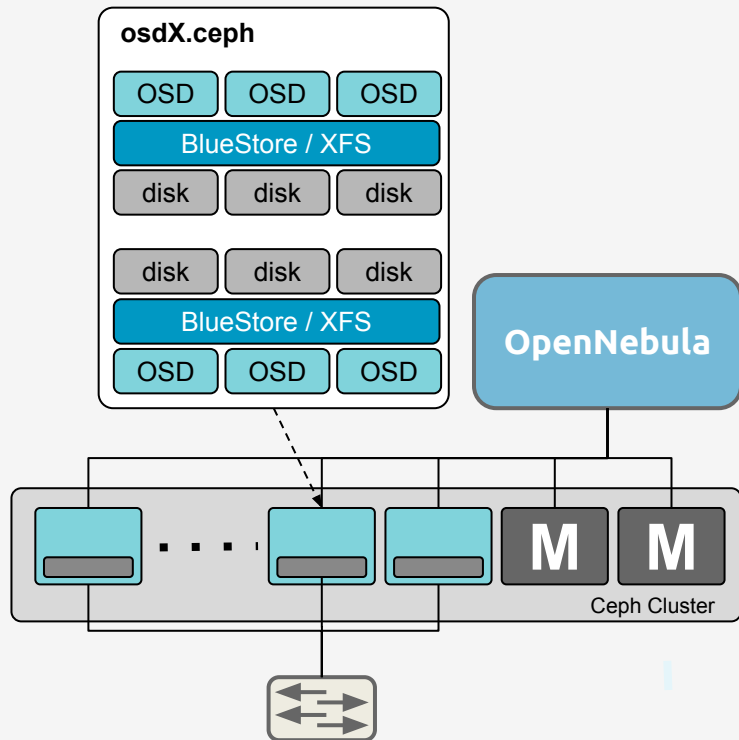 osdX.ceph
OSD OSD OSD
BlueStore / XFS
disk disk disk
disk disk disk
BlueStore / XFS
OSD OSD OSD
OpenNebula
M M
Ceph Cluster